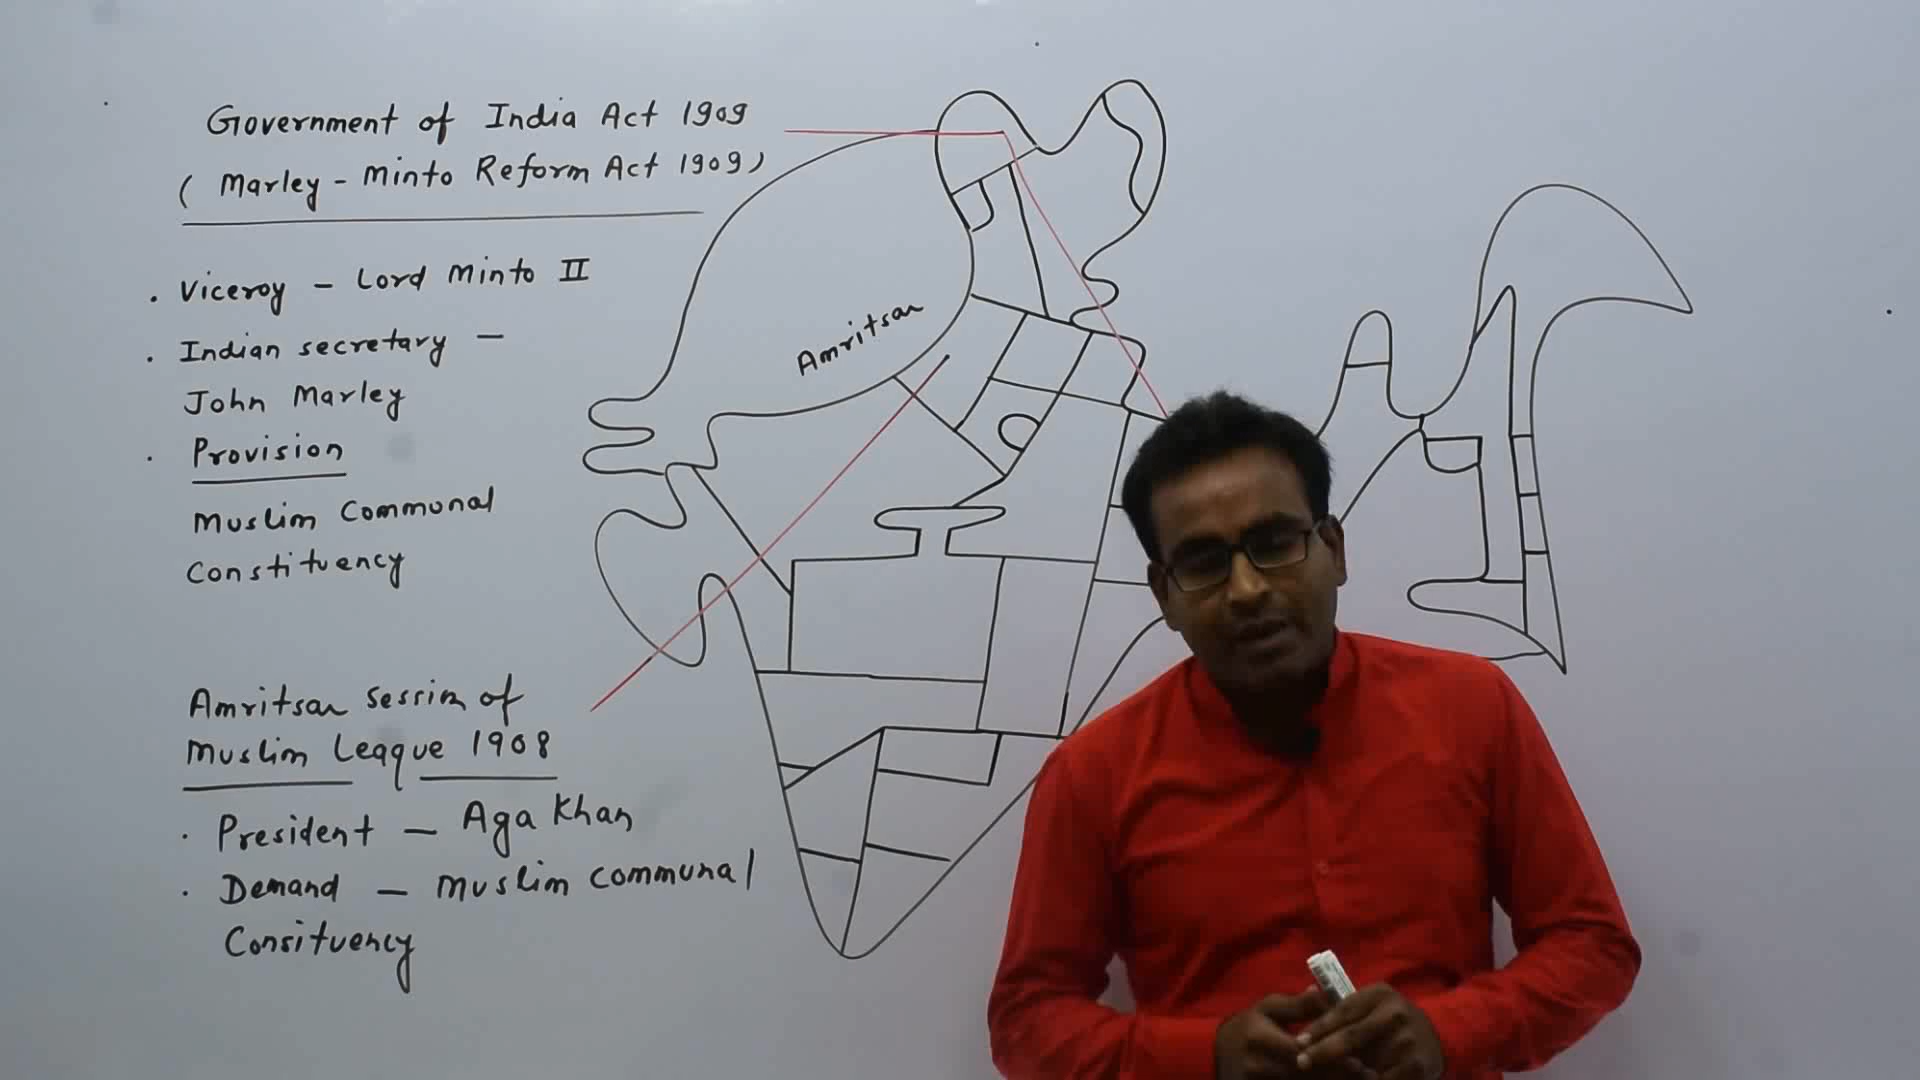 Government of India Act 1909
( Marley - Minto Reform Act 1909)
. Viceroy - Lord Minto II
. Indian secretary -
John Marley
. Provision
Muslim Communal
Constituency
Amritsar
Amritsar Session of
Muslim League 1908
. President - Aga Khan
. Demand - Muslim Communal
Consituency